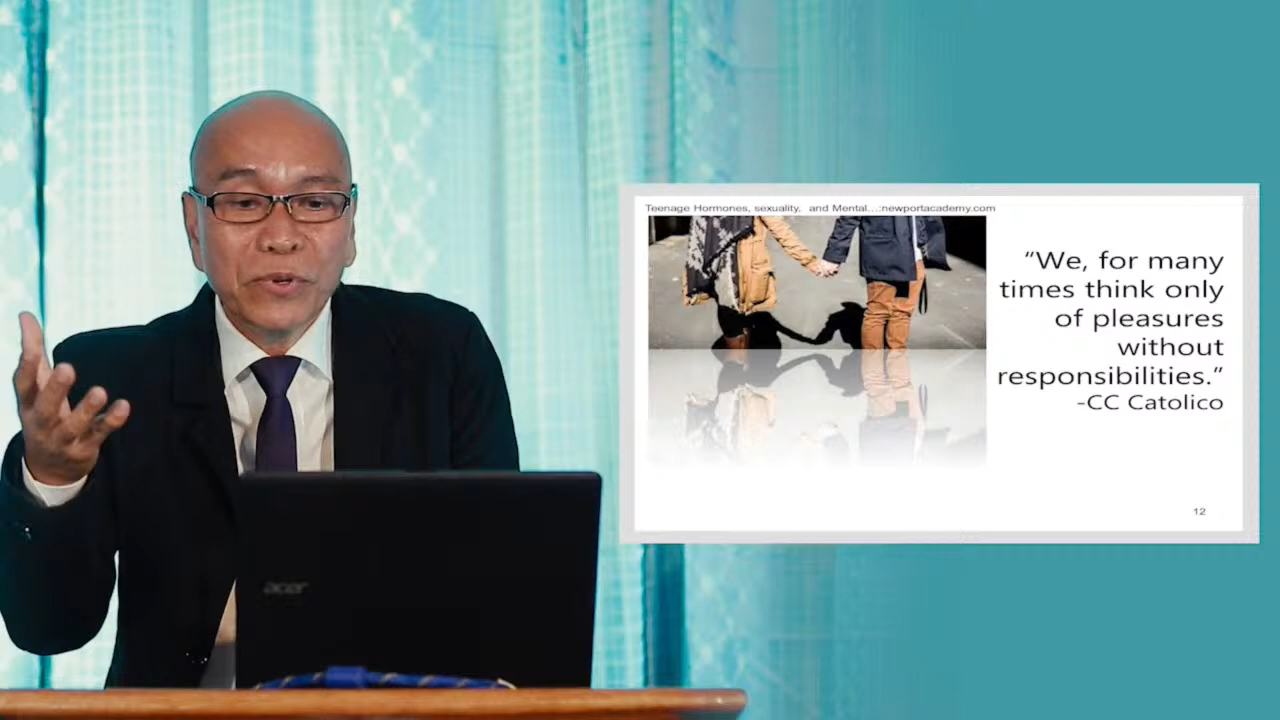 Teenage Hormones, sexuality, and Mental...:newportacademy.com
“We, for many
times think only
of pleasures
without
responsibilities.”
-CC Catolico
12
acer